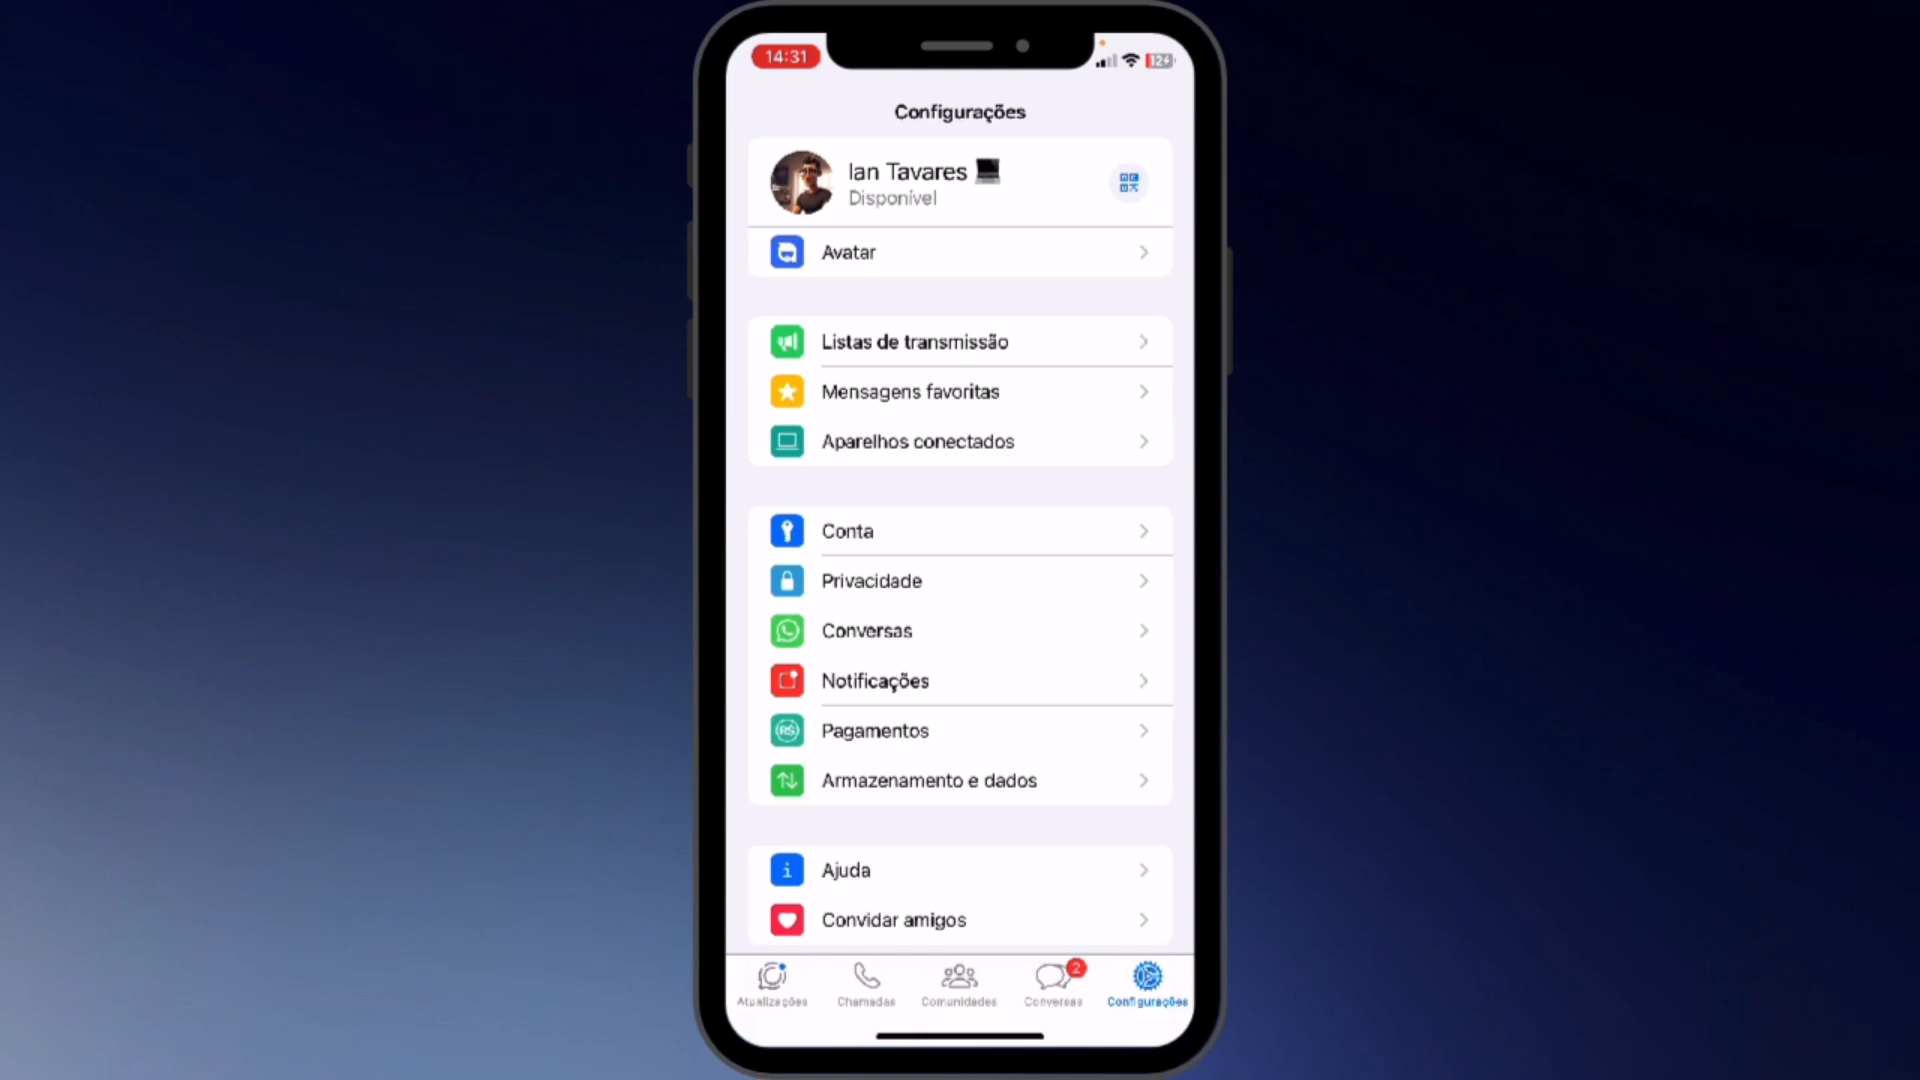 14:31
12
Configurações
Ian Tavares
Disponível
Avatar
Listas de transmissão
Mensagens favoritas
Aparelhos conectados
Conta
Privacidade
Conversas
Notificações
R$
Pagamentos
Armazenamento e dados
i
Ajuda
Convidar amigos
2
Atualizações
Chamadas
Comunidades
Conversas
Configurações